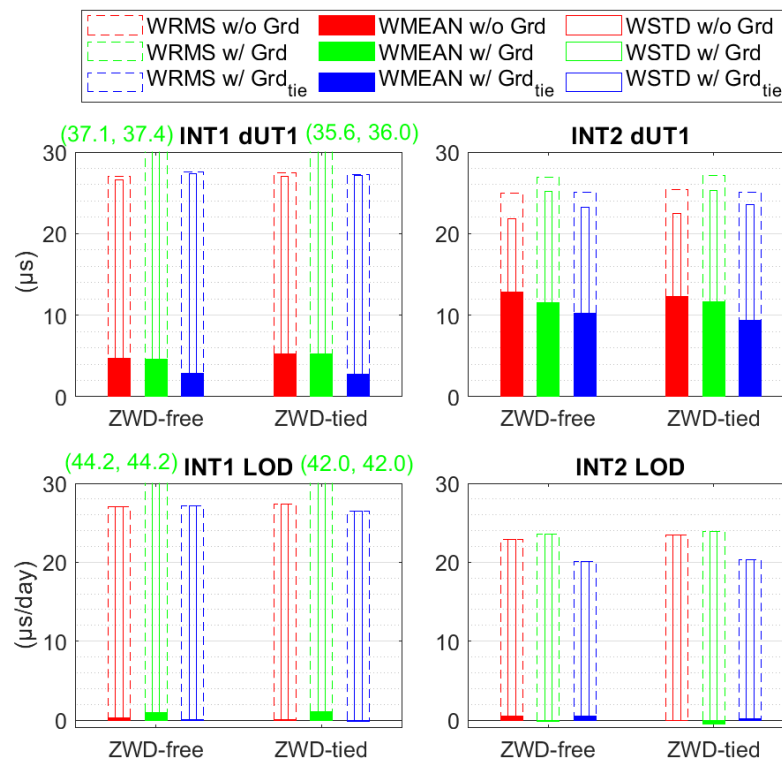 WRMS w/o Grd WMEAN w/o Grd WSTD w/o Grd
WRMS w/ Grd WMEAN w/ Grd WSTD w/ Grd
WRMS w/ Grdtie WMEAN w/ Grdtie WSTD w/ Grdtie
(37.1, 37.4) INT1 dUT1 (35.6, 36.0)
30
20
10
0
(µs)
ZWD-free ZWD-tied
INT2 dUT1
30
20
10
0
ZWD-free ZWD-tied
(44.2, 44.2) INT1 LOD (42.0, 42.0)
30
20
10
0
(µs/day)
ZWD-free ZWD-tied
INT2 LOD
30
20
10
0
ZWD-free ZWD-tied